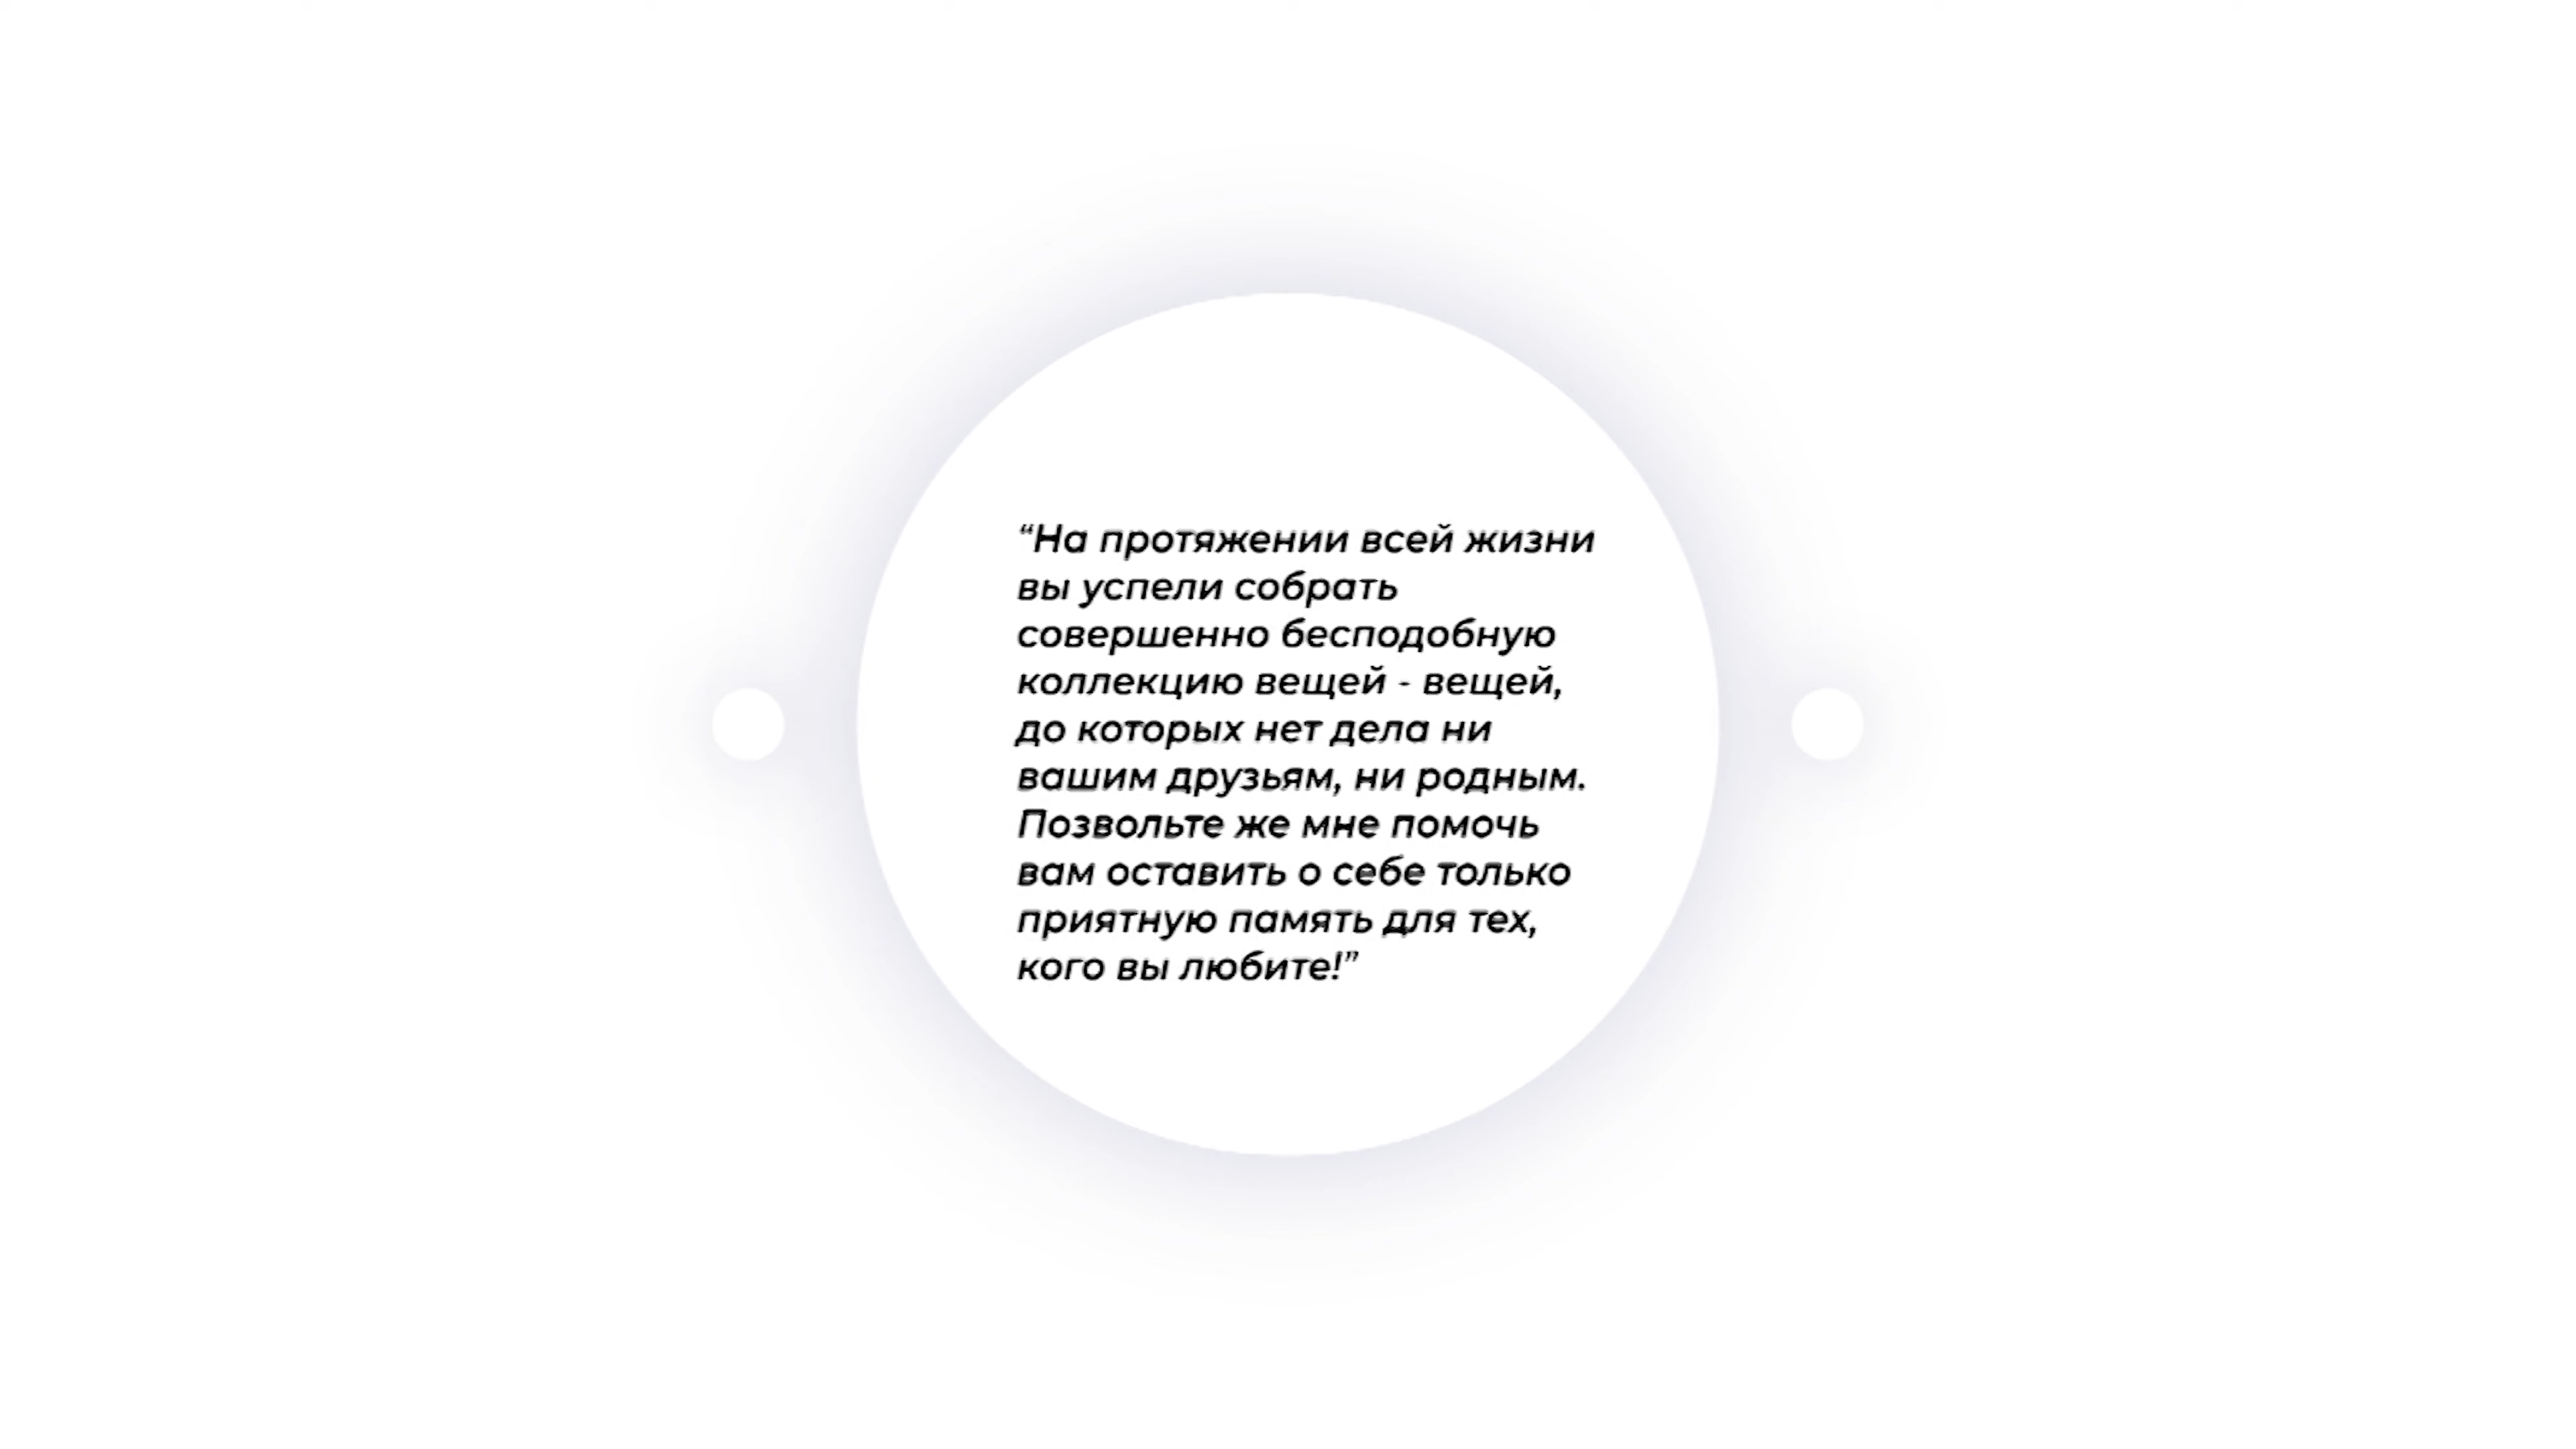 “На протяжении всей жизни
вы успели собрать
совершенно бесподобную
коллекцию вещей - вещей,
до которых нет дела ни
вашим друзьям, ни родным.
Позвольте же мне помочь
вам оставить о себе только
приятную память для тех,
кого вы любите!”